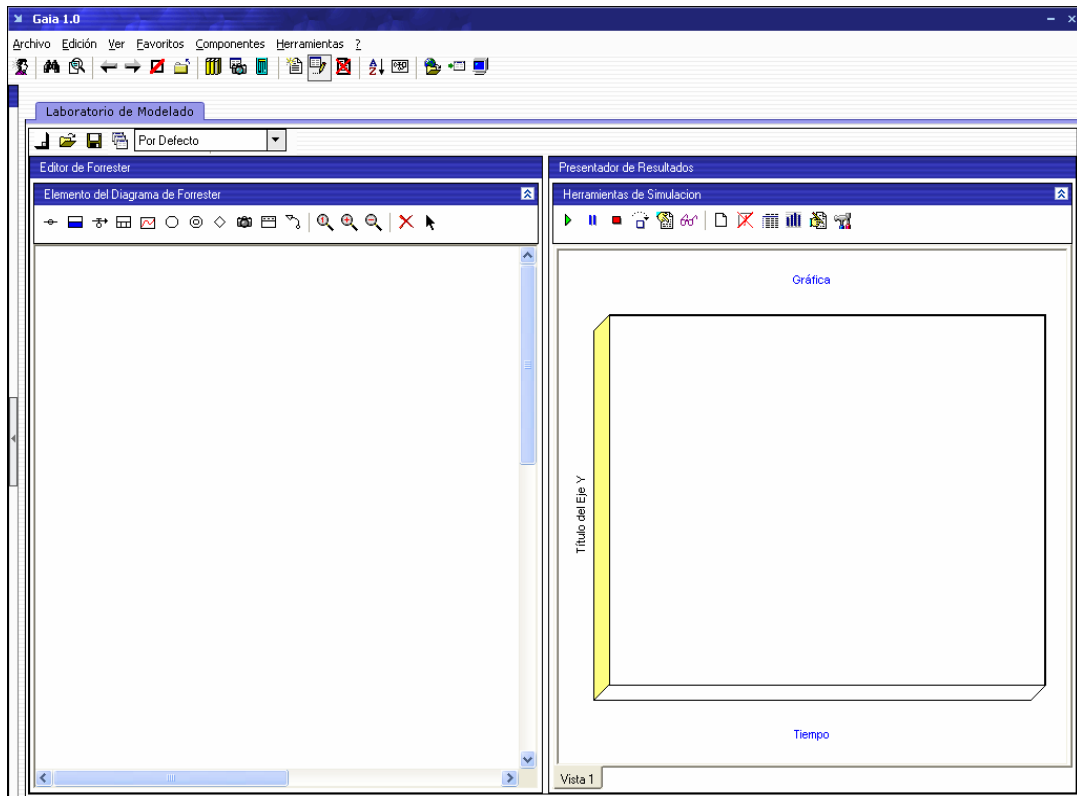 Gaia 1.0
Archivo Edición Ver Favoritos Componentes Herramientas ?
Laboratorio de Modelado
Por Defecto
Editor de Forrester
Elemento del Diagrama de Forrester
Presentador de Resultados
Herramientas de Simulacion
Gráfica
Título del Eje Y
Tiempo
Vista 1